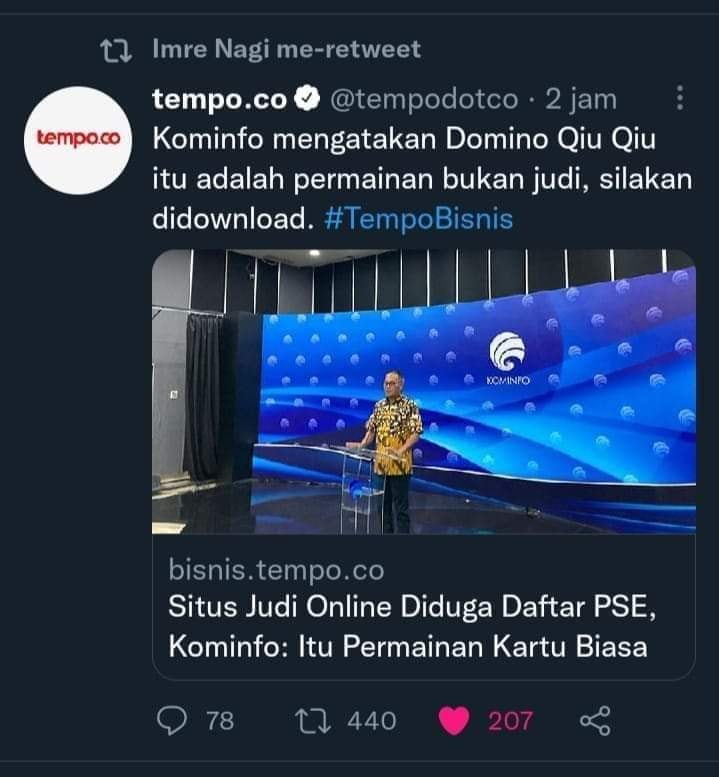 Imre Nagi me-retweet
tempo.co @tempodotco · 2 jam
tempo.co
Kominfo mengatakan Domino Qiu Qiu
itu adalah permainan bukan judi, silakan
didownload. #TempoBisnis
KOMINFO
bisnis.tempo.co
Situs Judi Online Diduga Daftar PSE,
Kominfo: Itu Permainan Kartu Biasa
78 440 207